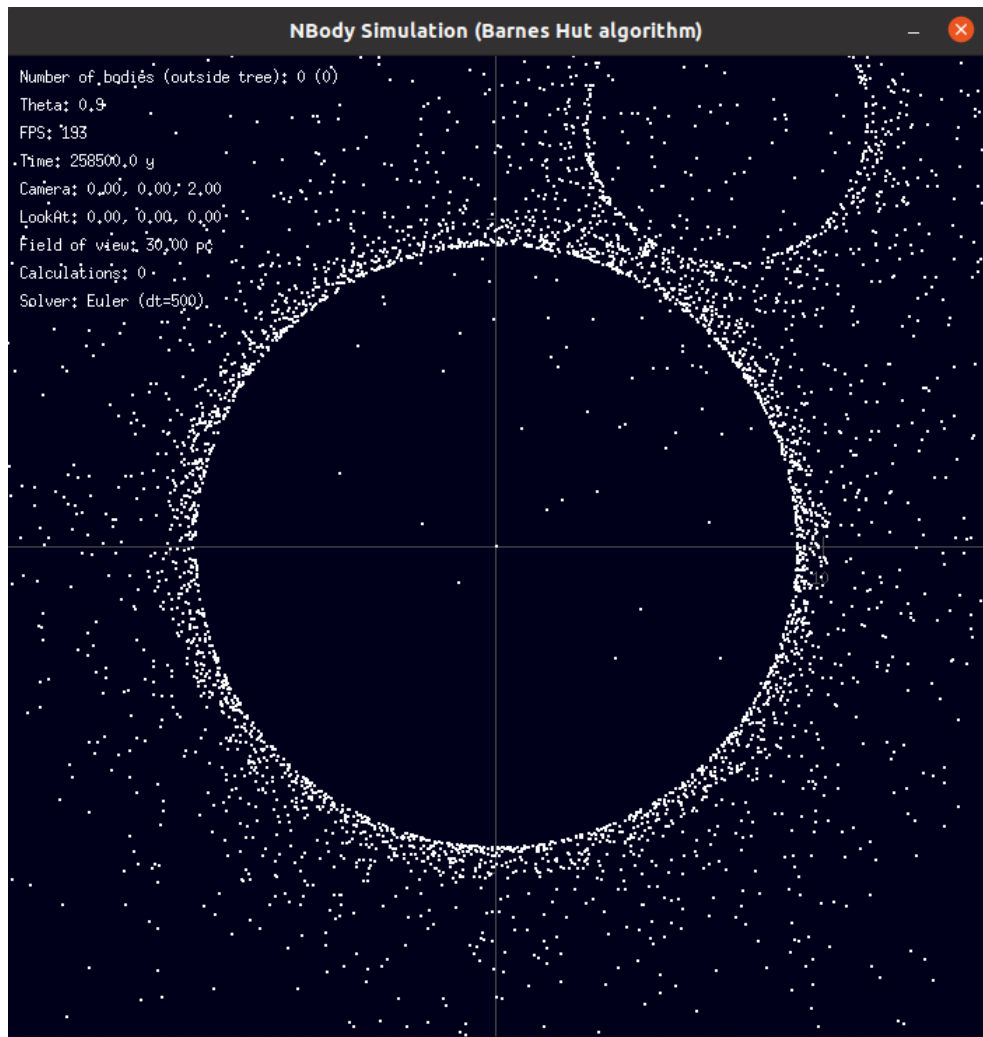 NBody Simulation (Barnes Hut algorithm)
Number of bodies (outside tree): 0 (0)
Theta: 0.9
FPS: 193
Time: 258500.0 y
Camera: 0.00, 0.00, 2.00
LookAt: 0.00, 0.00, 0.00
Field of view: 30.00 pc
Calculations: 0
Solver: Euler (dt=500)
10